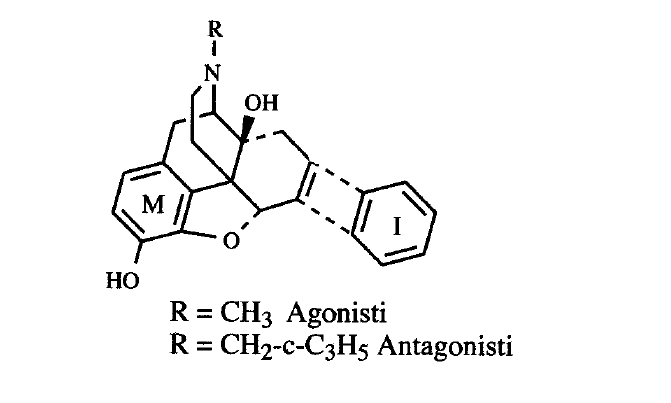 R
N
OH
M
I
O
HO
R = CH₃ Agonisti
R = CH₂-c-C₃H₅ Antagonisti